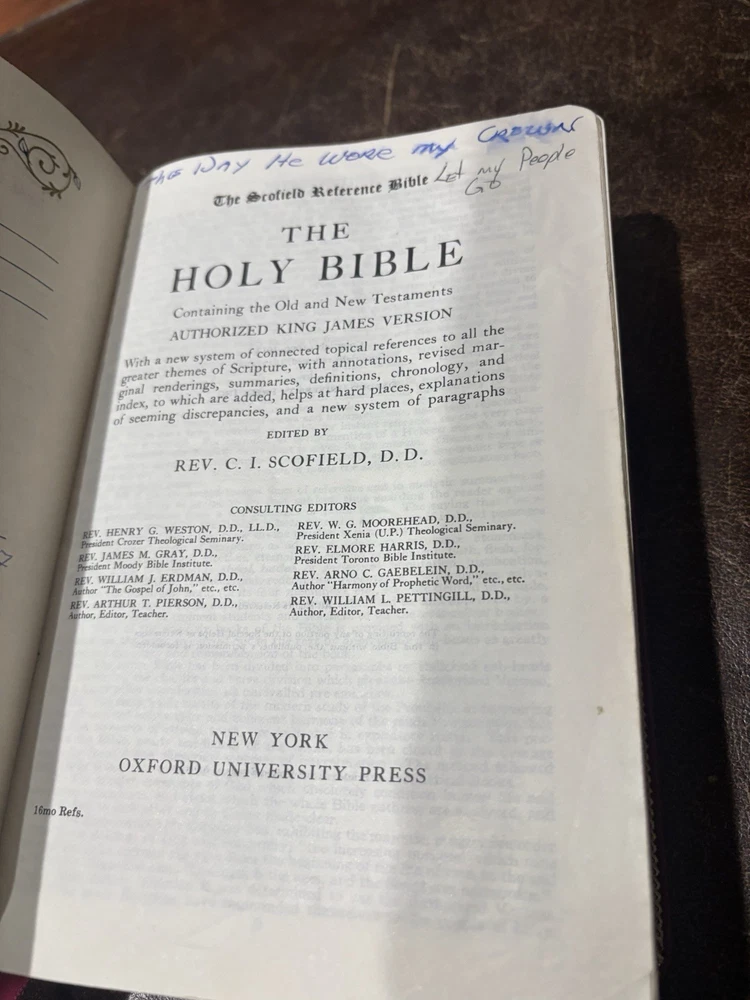 this Way He wore my CROWN
The Scofield Reference Bible Let my People
Go
THE
HOLY BIBLE
Containing the Old and New Testaments
AUTHORIZED KING JAMES VERSION
With a new system of connected topical references to all the
greater themes of Scripture, with annotations, revised mar-
ginal renderings, summaries, definitions, chronology, and
index, to which are added, helps at hard places, explanations
of seeming discrepancies, and a new system of paragraphs
EDITED BY
REV. C. I. SCOFIELD, D. D.
CONSULTING EDITORS
REV. HENRY G. WESTON, D.D., LL.D.,
President Crozer Theological Seminary.
REV. JAMES M. GRAY, D.D.,
President Moody Bible Institute.
REV. WILLIAM J. ERDMAN, D.D.,
Author "The Gospel of John," etc., etc.
REV. ARTHUR T. PIERSON, D.D.,
Author, Editor, Teacher.
REV. W. G. MOOREHEAD, D.D.,
President Xenia (U.P.) Theological Seminary.
REV. ELMORE HARRIS, D.D.,
President Toronto Bible Institute.
REV. ARNO C. GAEBELEIN, D.D.,
Author "Harmony of Prophetic Word," etc., etc.
REV. WILLIAM L. PETTINGILL, D.D.,
Author, Editor, Teacher.
NEW YORK
OXFORD UNIVERSITY PRESS
16mo Refs.